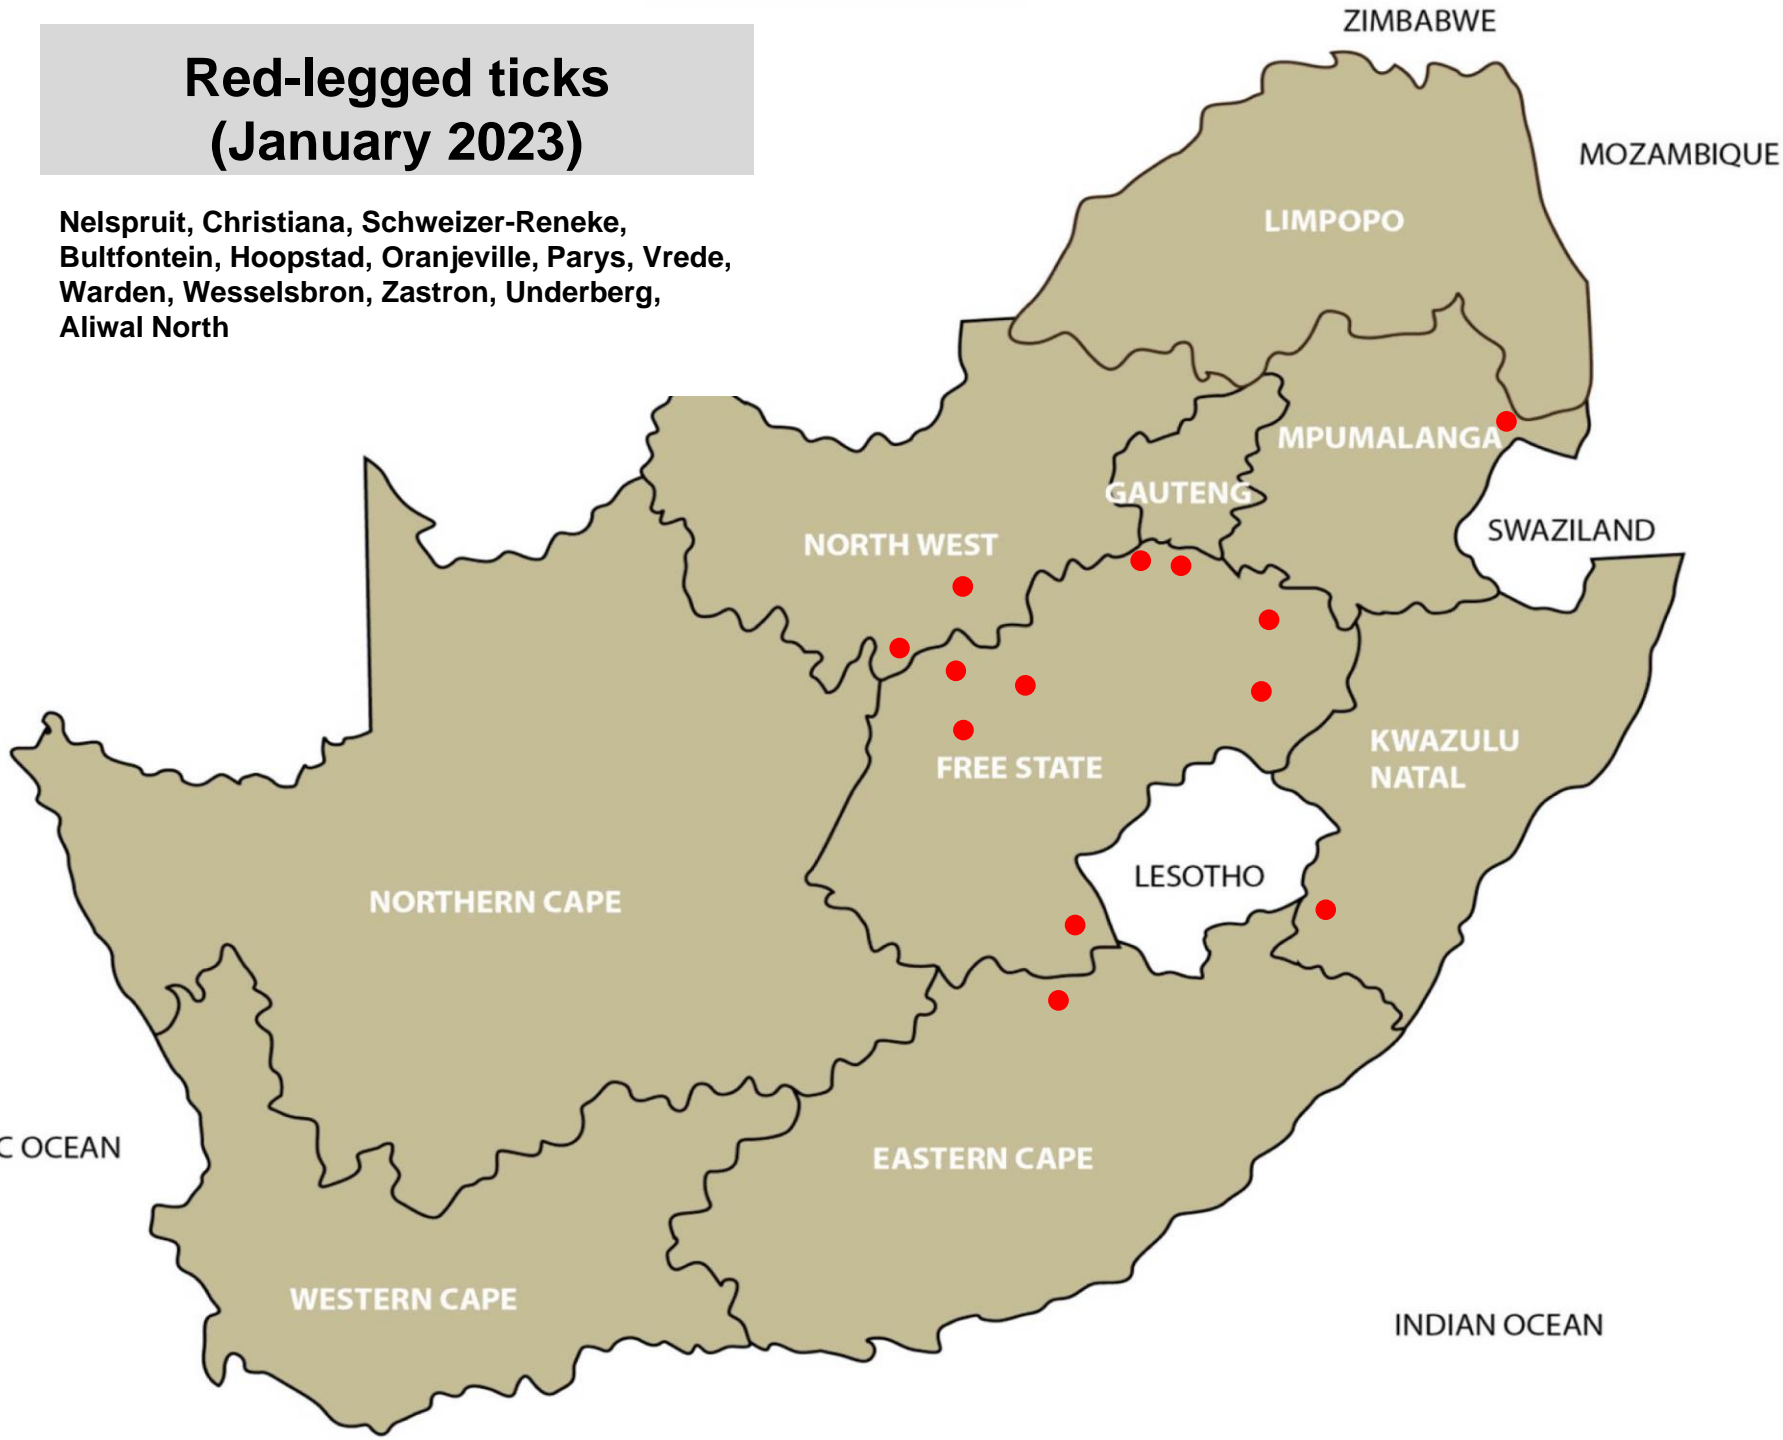 Red-legged ticks
(January 2023)
Nelspruit, Christiana, Schweizer-Reneke,
Bultfontein, Hoopstad, Oranjeville, Parys, Vrede,
Warden, Wesselsbron, Zastron, Underberg,
Aliwal North
ZIMBABWE
MOZAMBIQUE
LIMPOPO
MPUMALANGA
GAUTENG
SWAZILAND
NORTH WEST
KWAZULU
NATAL
FREE STATE
LESOTHO
NORTHERN CAPE
C OCEAN
EASTERN CAPE
WESTERN CAPE
INDIAN OCEAN